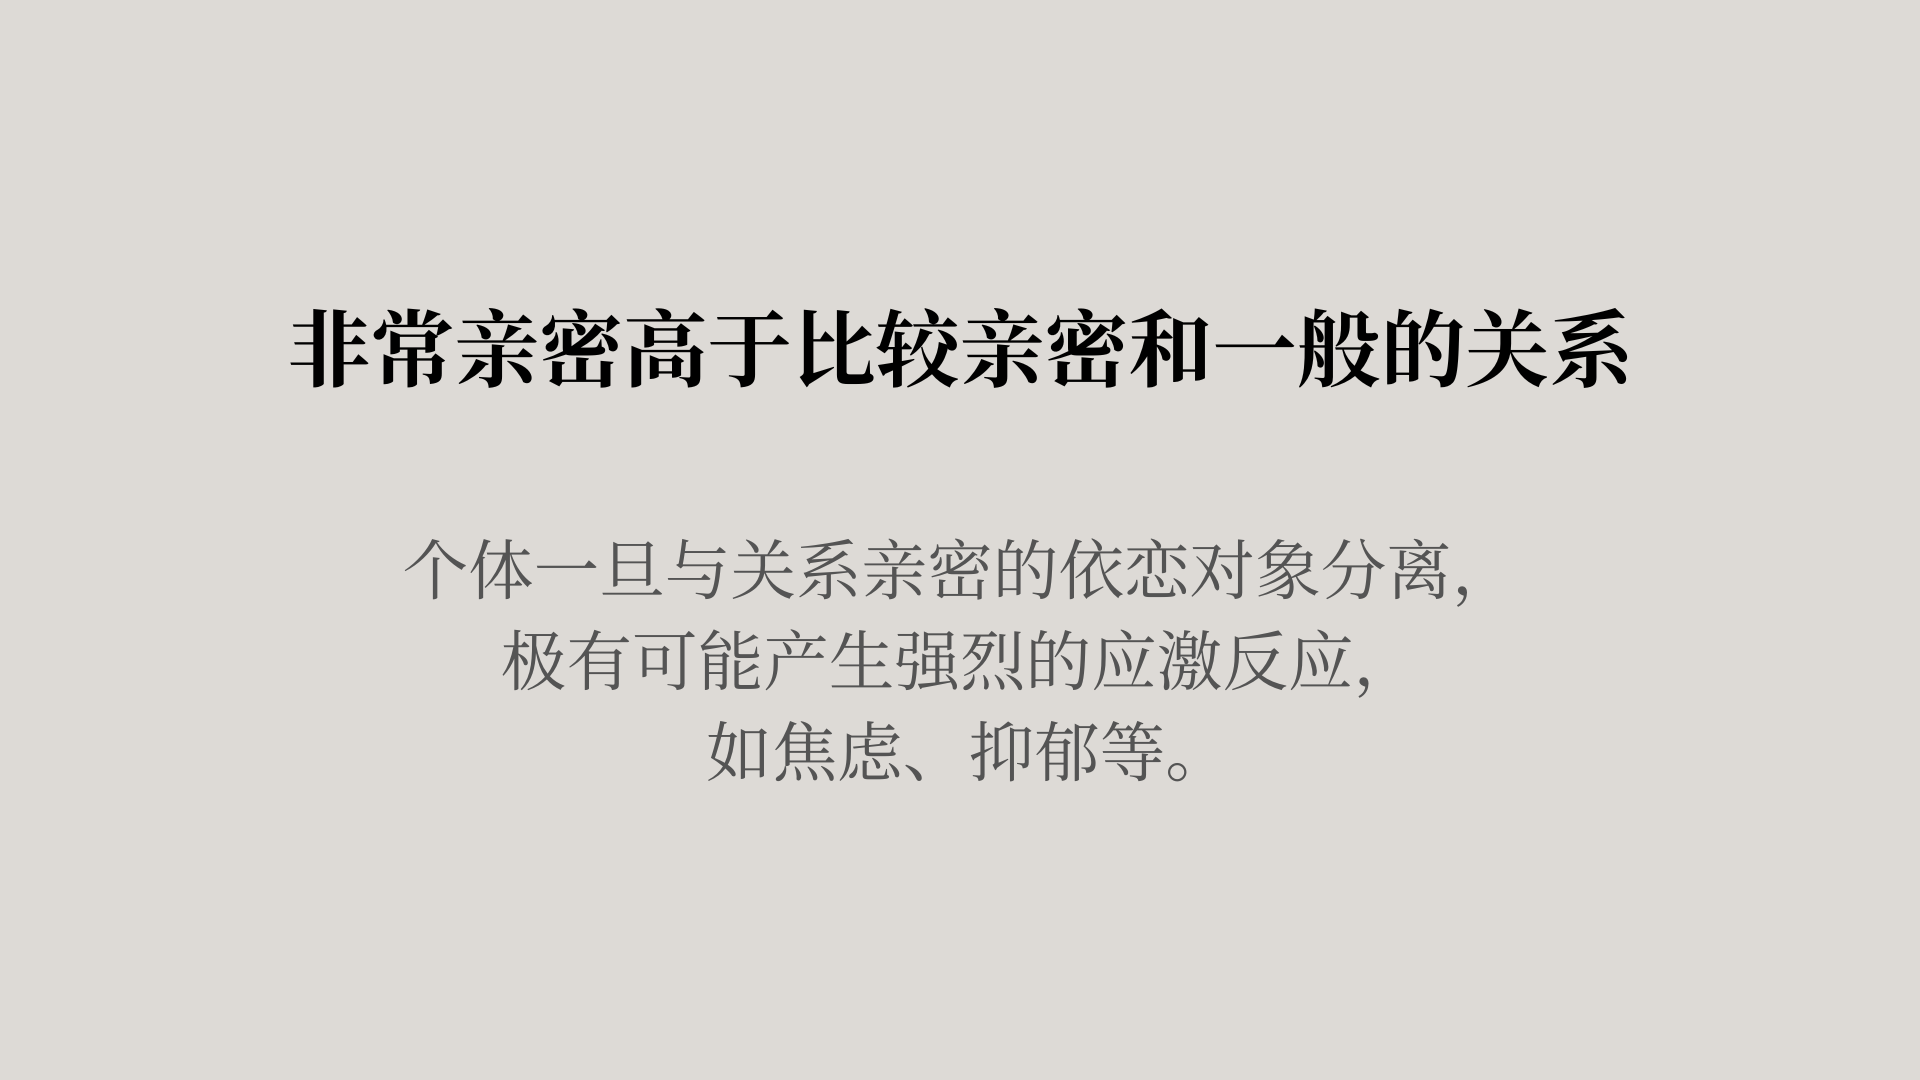 非常亲密高于比较亲密和一般的关系
个体一旦与关系亲密的依恋对象分离，
极有可能产生强烈的应激反应，
如焦虑、抑郁等。